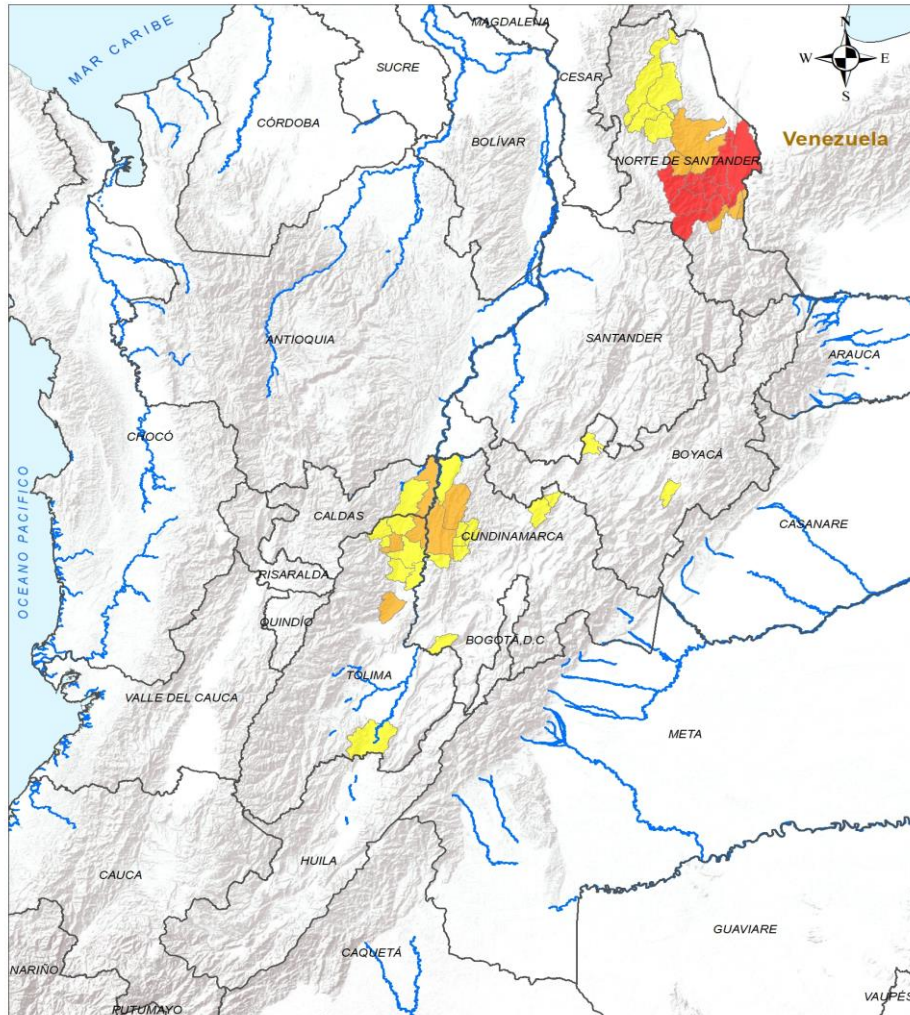 MAGDALENA
N
MAR CARIBE
SUCRE
CESAR
W
E
S
CÓRDOBA
BOLÍVAR
Venezuela
NORTE DE SANTANDER
ANTIOQUIA
SANTANDER
ARAUCA
CHOCÓ
BOYACÁ
OCEANO PACIFICO
CALDAS
CUNDINAMARCA
CASANARE
RISARALDA
QUINDÍO
BOGOTÁ,D.C
TOLIMA
VALLE DEL CAUCA
META
HUILA
CAUCA
GUAVIARE
CAQUETÁ
NARIÑO
PUTUMAYO
VAUPÉS